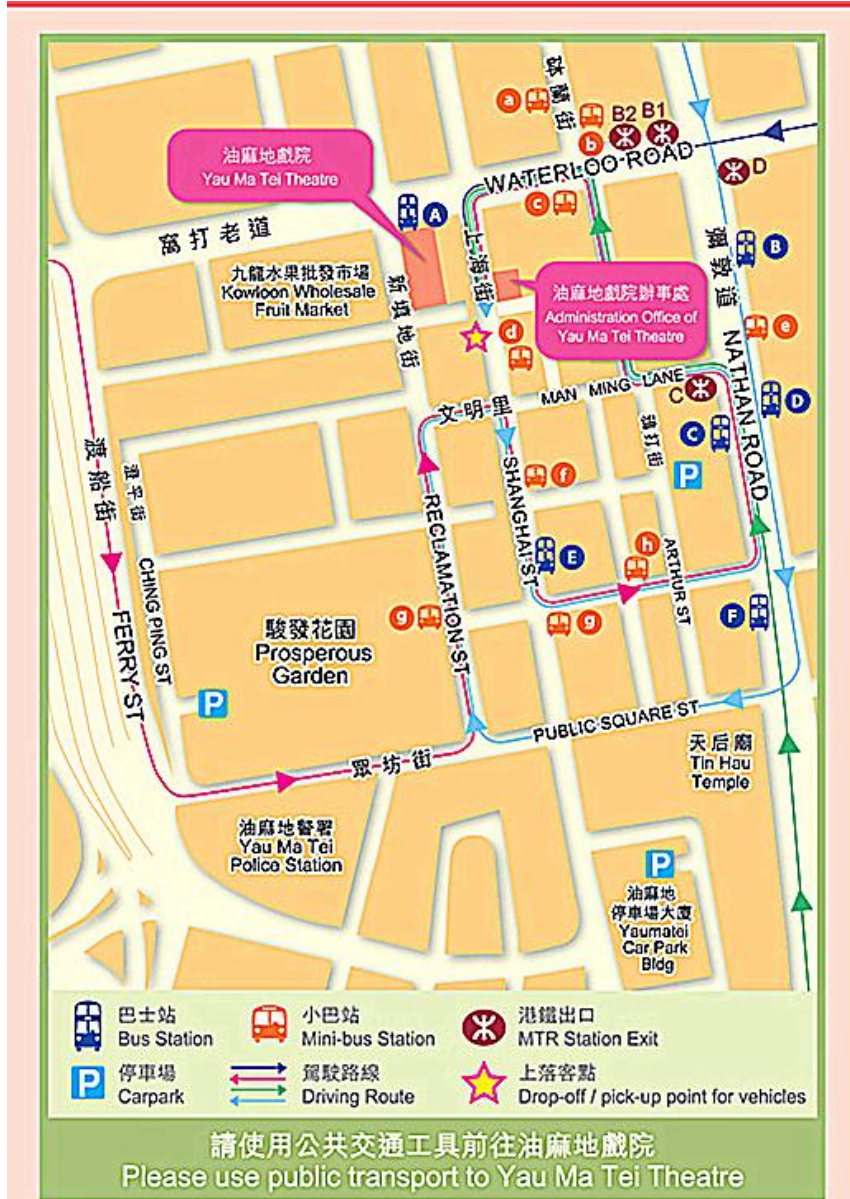 砵蘭街
a
b
B2 B1
WATERLOO ROAD
D
油麻地戲院
Yau Ma Tei Theatre
A
c
窩打老道
上海街
彌敦道
B
九龍水果批發市場
Kowloon Wholesale
Fruit Market
新填地街
油麻地戲院辦事處
Administration Office of
Yau Ma Tei Theatre
d
e
NATHAN ROAD
文明里
MAN MING LANE
C
D
C
渡船街
澄平街
鴉打街
P
SHANGHAI ST
f
RECLAMATION ST
E
h
ARTHUR ST
CHING PING ST
FERRY ST
駿發花園
Prosperous
Garden
g
g
F
P
PUBLIC SQUARE ST
眾坊街
天后廟
Tin Hau
Temple
油麻地警署
Yau Ma Tei
Police Station
P
油麻地
停車場大廈
Yaumatei
Car Park
Bldg
巴士站
Bus Station
小巴站
Mini-bus Station
港鐵出口
MTR Station Exit
P
停車場
Carpark
駕駛路線
Driving Route
上落客點
Drop-off / pick-up point for vehicles
請使用公共交通工具前往油麻地戲院
Please use public transport to Yau Ma Tei Theatre